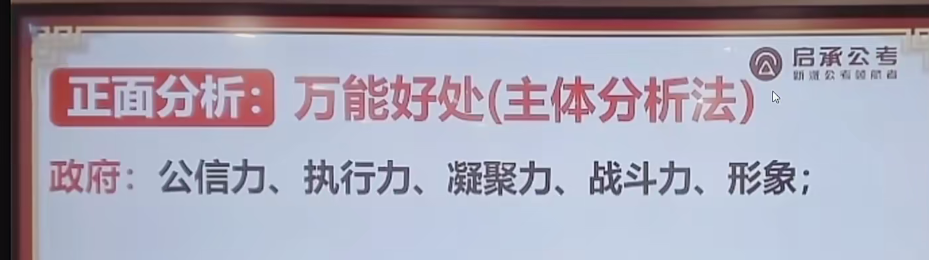 启承公考
新疆公考领航者
正面分析：万能好处(主体分析法)
政府：公信力、执行力、凝聚力、战斗力、形象；